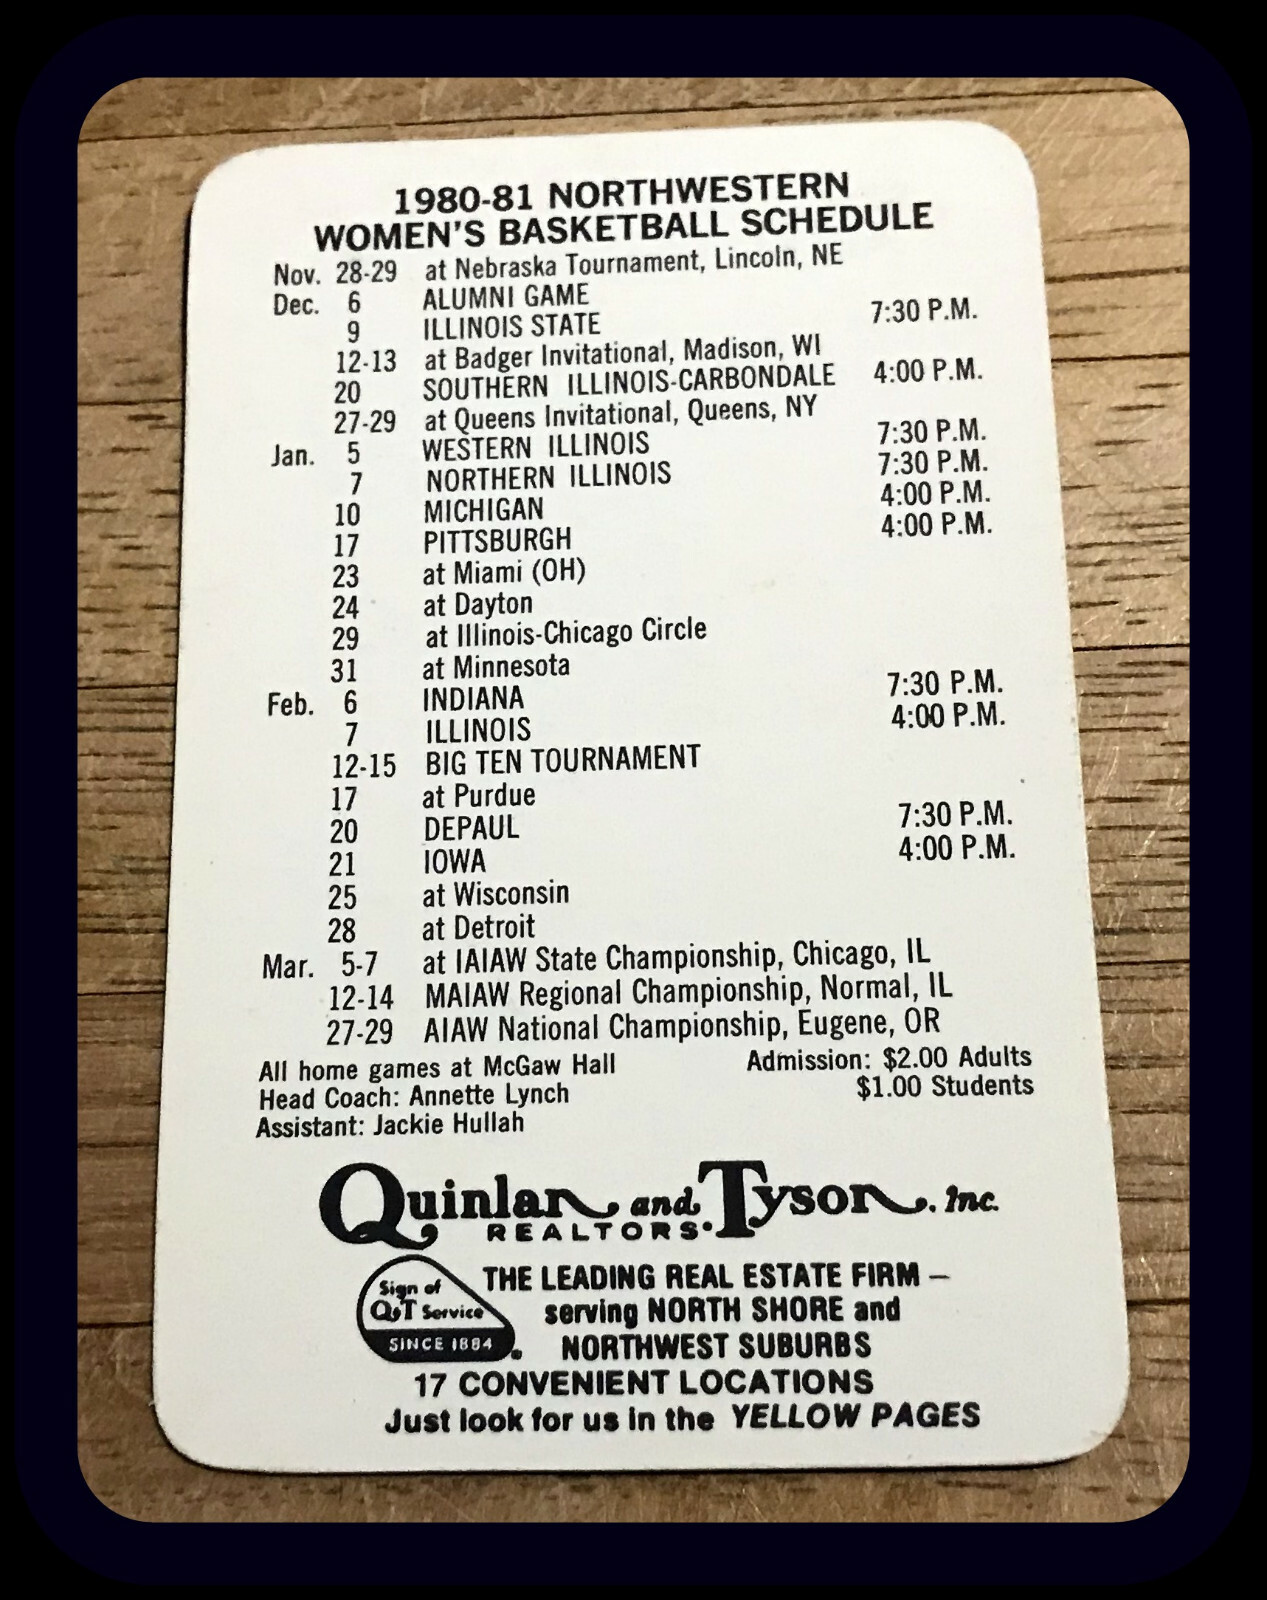 1980-81 NORTHWESTERN
WOMEN'S BASKETBALL SCHEDULE
Nov. 28-29 at Nebraska Tournament, Lincoln, NE
Dec. 6 ALUMNI GAME
9 ILLINOIS STATE 7:30 P.M.
12-13 at Badger Invitational, Madison, WI
20 SOUTHERN ILLINOIS-CARBONDALE 4:00 P.M.
27-29 at Queens Invitational, Queens, NY
Jan. 5 WESTERN ILLINOIS 7:30 P.M.
7 NORTHERN ILLINOIS 7:30 P.M.
10 MICHIGAN 4:00 P.M.
17 PITTSBURGH 4:00 P.M.
23 at Miami (OH)
24 at Dayton
29 at Illinois-Chicago Circle
31 at Minnesota
Feb. 6 INDIANA 7:30 P.M.
7 ILLINOIS 4:00 P.M.
12-15 BIG TEN TOURNAMENT
17 at Purdue
20 DEPAUL 7:30 P.M.
21 IOWA 4:00 P.M.
25 at Wisconsin
28 at Detroit
Mar. 5-7 at IAIAW State Championship, Chicago, IL
12-14 MAIAW Regional Championship, Normal, IL
27-29 AIAW National Championship, Eugene, OR
All home games at McGaw Hall Admission: $2.00 Adults
Head Coach: Annette Lynch $1.00 Students
Assistant: Jackie Hullah
Quinlan and Tyson, Inc.
REALTORS
Sign of
Q&T Service
SINCE 1884
THE LEADING REAL ESTATE FIRM –
serving NORTH SHORE and
NORTHWEST SUBURBS
17 CONVENIENT LOCATIONS
Just look for us in the YELLOW PAGES